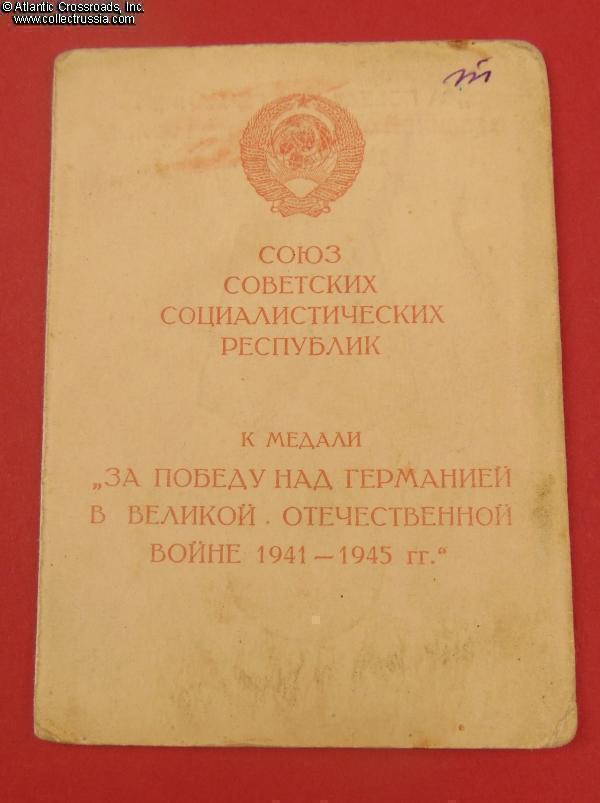 © Atlantic Crossroads, Inc.
www.collectrussia.com
СОЮЗ
СОВЕТСКИХ
СОЦИАЛИСТИЧЕСКИХ
РЕСПУБЛИК
К МЕДАЛИ
„ЗА ПОБЕДУ НАД ГЕРМАНИЕЙ
В ВЕЛИКОЙ ОТЕЧЕСТВЕННОЙ
ВОЙНЕ 1941 — 1945 гг.“